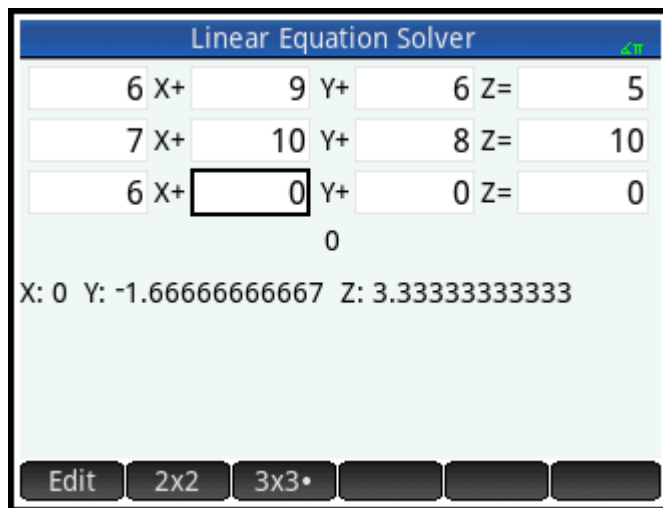 Linear Equation Solver ∡π
6 X+ 9 Y+ 6 Z= 5
7 X+ 10 Y+ 8 Z= 10
6 X+ 0 Y+ 0 Z= 0
0
X: 0 Y: -1.66666666667 Z: 3.33333333333
Edit 2x2 3x3•